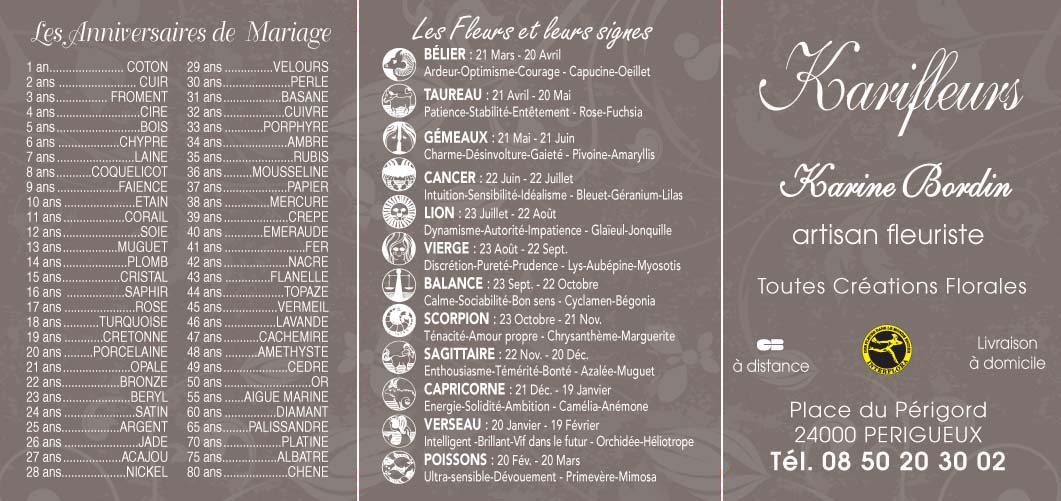 Les Anniversaires de Mariage
1 an....................... COTON
2 ans ........................ CUIR
3 ans................ FROMENT
4 ans ..........................CIRE
5 ans ..........................BOIS
6 ans ...................CHYPRE
7 ans ........................LAINE
8 ans ..........COQUELICOT
9 ans ...................FAIENCE
10 ans ......................ETAIN
11 ans ...................CORAIL
12 ans ........................SOIE
13 ans .................MUGUET
14 ans ....................PLOMB
15 ans ..................CRISTAL
16 ans ...................SAPHIR
17 ans .......................ROSE
18 ans ...........TURQUOISE
19 ans .............CRETONNE
20 ans .........PORCELAINE
21 ans ......................OPALE
22 ans ..................BRONZE
23 ans ......................BERYL
24 ans ......................SATIN
25 ans ..................ARGENT
26 ans .......................JADE
27 ans .................ACAJOU
28 ans....................NICKEL
29 ans ...............VELOURS
30 ans .....................PERLE
31 ans ..................BASANE
32 ans ...................CUIVRE
33 ans ............PORPHYRE
34 ans ....................AMBRE
35 ans......................RUBIS
36 ans .........MOUSSELINE
37 ans ....................PAPIER
38 ans ...............MERCURE
39 ans .....................CREPE
40 ans .............EMERAUDE
41 ans .........................FER
42 ans ....................NACRE
43 ans ..............FLANELLE
44 ans...................TOPAZE
45 ans.................VERMEIL
46 ans ................LAVANDE
47 ans ...........CACHEMIRE
48 ans ...........AMETHYSTE
49 ans ....................CEDRE
50 ans ...........................OR
55 ans ......AIGUE MARINE
60 ans .................DIAMANT
65 ans.........PALISSANDRE
70 ans .................PLATINE
75 ans.................ALBATRE
80 ans ....................CHENE
Les Fleurs et leurs signes
BÉLIER : 21 Mars - 20 Avril
Ardeur-Optimisme-Courage - Capucine-Oeillet
TAUREAU : 21 Avril - 20 Mai
Patience-Stabilité-Entêtement - Rose-Fuchsia
GÉMEAUX : 21 Mai - 21 Juin
Charme-Désinvolture-Gaieté - Pivoine-Amaryllis
CANCER : 22 Juin - 22 Juillet
Intuition-Sensibilité-Idéalisme - Bleuet-Géranium-Lilas
LION : 23 Juillet - 22 Août
Dynamisme-Autorité-Impatience - Glaïeul-Jonquille
VIERGE : 23 Août - 22 Sept.
Discrétion-Pureté-Prudence - Lys-Aubépine-Myosotis
BALANCE : 23 Sept. - 22 Octobre
Calme-Sociabilité-Bon sens - Cyclamen-Bégonia
SCORPION : 23 Octobre - 21 Nov.
Ténacité-Amour propre - Chrysanthème-Marguerite
SAGITTAIRE : 22 Nov. - 20 Déc.
Enthousiasme-Témérité-Bonté - Azalée-Muguet
CAPRICORNE : 21 Déc. - 19 Janvier
Energie-Solidité-Ambition - Camélia-Anémone
VERSEAU : 20 Janvier - 19 Février
Intelligent -Brillant-Vif dans le futur - Orchidée-Héliotrope
POISSONS : 20 Fév. - 20 Mars
Ultra-sensible-Dévouement - Primevère-Mimosa
Karifleurs
Karine Bordin
artisan fleuriste
Toutes Créations Florales
CB
à distance
INTERFLORA
Livraison
à domicile
Place du Périgord
24000 PERIGUEUX
Tél. 08 50 20 30 02